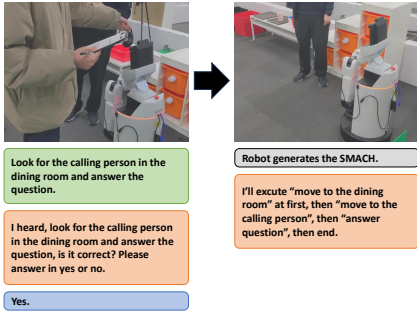 Look for the calling person in the
dining room and answer the
question.
I heard, look for the calling person
in the dining room and answer the
question, is it correct? Please
answer in yes or no.
Yes.
Robot generates the SMACH.
I'll excute “move to the dining
room” at first, then “move to the
calling person”, then “answer
question”, then end.